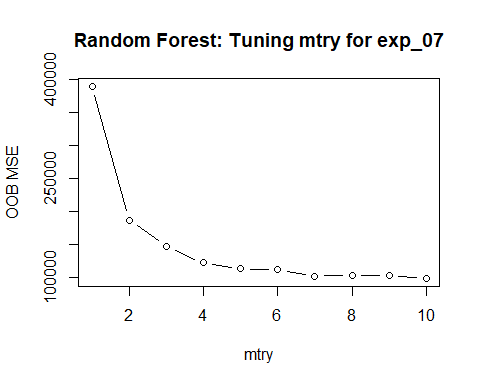 Random Forest: Tuning mtry for exp_07
OOB MSE
400000
250000
100000
2 4 6 8 10
mtry